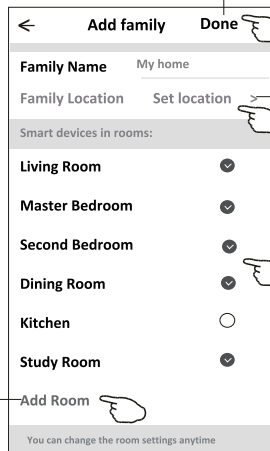 ← Add family Done
Family Name My home
Family Location Set location >
Smart devices in rooms:
Living Room
Master Bedroom
Second Bedroom
Dining Room
Kitchen
Study Room
Add Room
You can change the room settings anytime